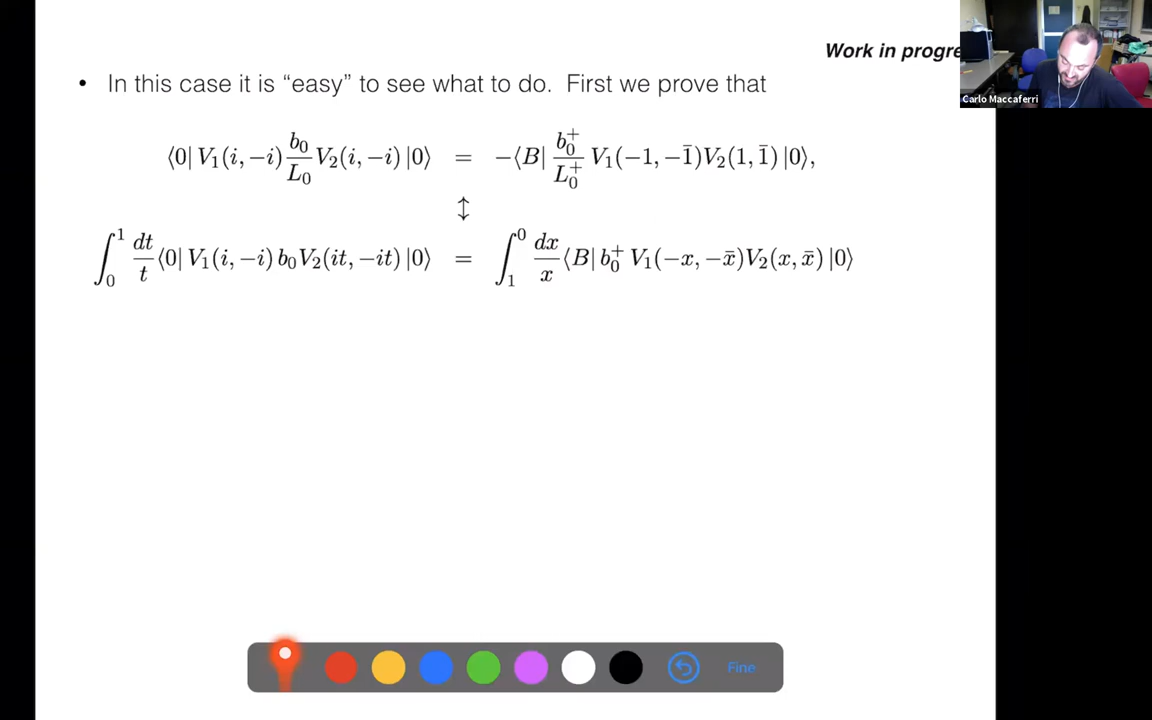 Work in progre
• In this case it is “easy” to see what to do. First we prove that
Carlo Maccaferri
⟨0| V₁(i, −i) b₀/L₀ V₂(i, −i) |0⟩ = −⟨B| b₀⁺/L₀⁺ V₁(−1, −1̄)V₂(1, 1̄) |0⟩,
↕
∫₀¹ dt/t ⟨0| V₁(i, −i) b₀V₂(it, −it) |0⟩ = ∫₁⁰ dx/x ⟨B| b₀⁺ V₁(−x, −x̄)V₂(x, x̄) |0⟩
Fine